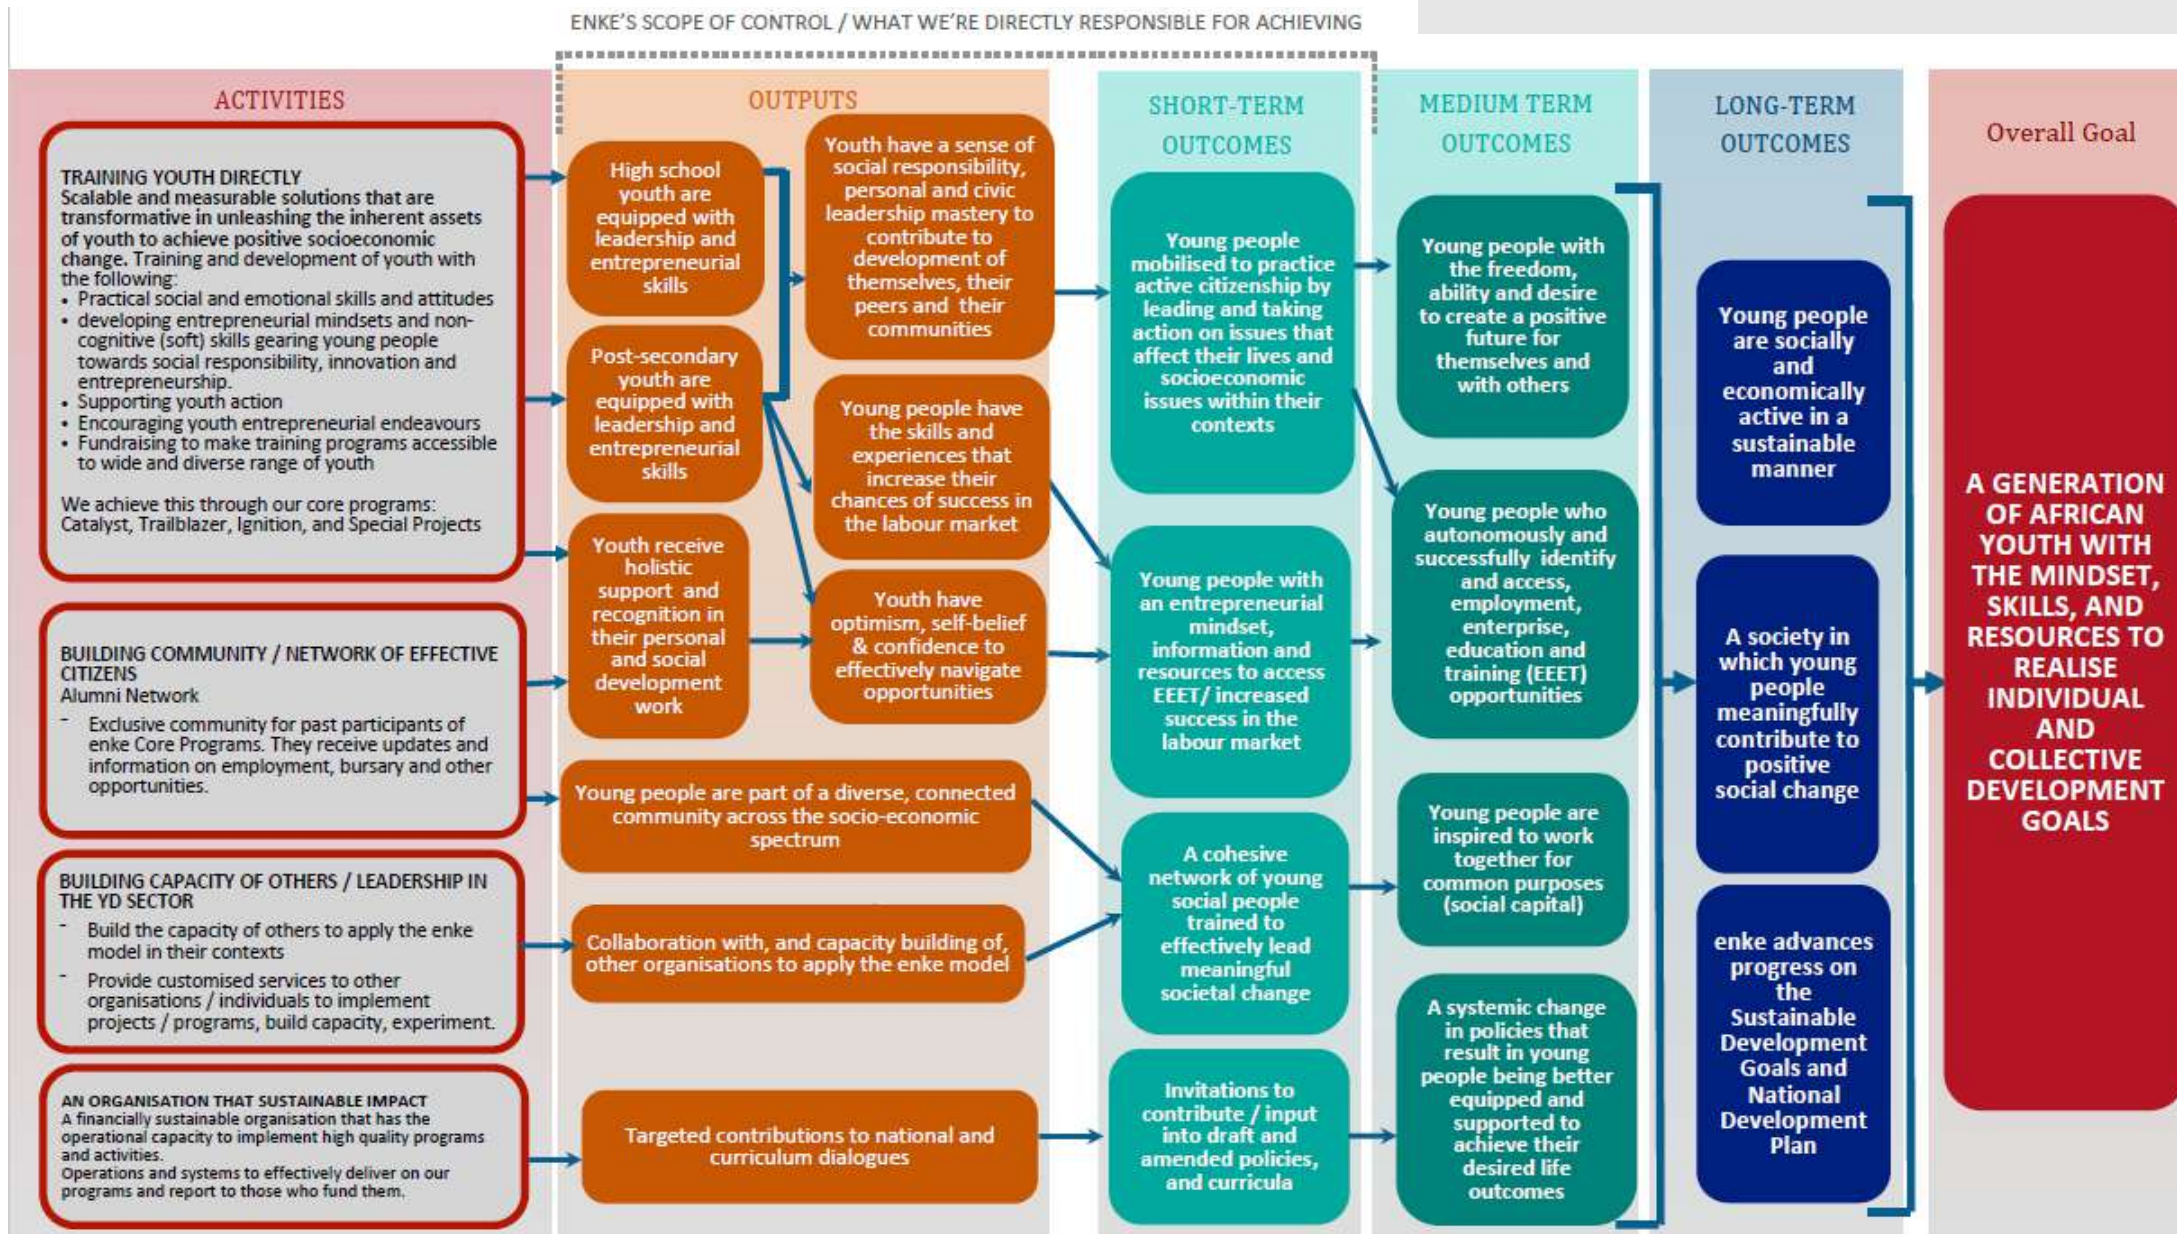 ENKE'S SCOPE OF CONTROL / WHAT WE'RE DIRECTLY RESPONSIBLE FOR ACHIEVING
ACTIVITIES
TRAINING YOUTH DIRECTLY
Scalable and measurable solutions that are
transformative in unleashing the inherent assets
of youth to achieve positive socioeconomic
change. Training and development of youth with
the following:
• Practical social and emotional skills and attitudes
• developing entrepreneurial mindsets and non-
cognitive (soft) skills gearing young people
towards social responsibility, innovation and
entrepreneurship.
• Supporting youth action
• Encouraging youth entrepreneurial endeavours
• Fundraising to make training programs accessible
to wide and diverse range of youth
We achieve this through our core programs:
Catalyst, Trailblazer, Ignition, and Special Projects
BUILDING COMMUNITY / NETWORK OF EFFECTIVE
CITIZENS
Alumni Network
- Exclusive community for past participants of
enke Core Programs. They receive updates and
information on employment, bursary and other
opportunities.
BUILDING CAPACITY OF OTHERS / LEADERSHIP IN
THE YD SECTOR
- Build the capacity of others to apply the enke
model in their contexts
- Provide customised services to other
organisations / individuals to implement
projects / programs, build capacity, experiment.
AN ORGANISATION THAT SUSTAINABLE IMPACT
A financially sustainable organisation that has the
operational capacity to implement high quality programs
and activities.
Operations and systems to effectively deliver on our
programs and report to those who fund them.
OUTPUTS
High school
youth are
equipped with
leadership and
entrepreneurial
skills
Post-secondary
youth are
equipped with
leadership and
entrepreneurial
skills
Youth receive
holistic
support and
recognition in
their personal
and social
development
work
Youth have a sense of
social responsibility,
personal and civic
leadership mastery to
contribute to
development of
themselves, their
peers and their
communities
Young people have
the skills and
experiences that
increase their
chances of success in
the labour market
Youth have
optimism, self-belief
& confidence to
effectively navigate
opportunities
Young people are part of a diverse, connected
community across the socio-economic
spectrum
Collaboration with, and capacity building of,
other organisations to apply the enke model
Targeted contributions to national and
curriculum dialogues
SHORT-TERM
OUTCOMES
Young people
mobilised to practice
active citizenship by
leading and taking
action on issues that
affect their lives and
socioeconomic
issues within their
contexts
Young people with
an entrepreneurial
mindset,
information and
resources to access
EEET/ increased
success in the
labour market
A cohesive
network of young
social people
trained to
effectively lead
meaningful
societal change
Invitations to
contribute / input
into draft and
amended policies,
and curricula
MEDIUM TERM
OUTCOMES
Young people with
the freedom,
ability and desire
to create a positive
future for
themselves and
with others
Young people who
autonomously and
successfully identify
and access,
employment,
enterprise,
education and
training (EEET)
opportunities
Young people are
inspired to work
together for
common purposes
(social capital)
A systemic change
in policies that
result in young
people being better
equipped and
supported to
achieve their
desired life
outcomes
LONG-TERM
OUTCOMES
Young people
are socially
and
economically
active in a
sustainable
manner
A society in
which young
people
meaningfully
contribute to
positive
social change
enke advances
progress on
the
Sustainable
Development
Goals and
National
Development
Plan
Overall Goal
A GENERATION
OF AFRICAN
YOUTH WITH
THE MINDSET,
SKILLS, AND
RESOURCES TO
REALISE
INDIVIDUAL
AND
COLLECTIVE
DEVELOPMENT
GOALS